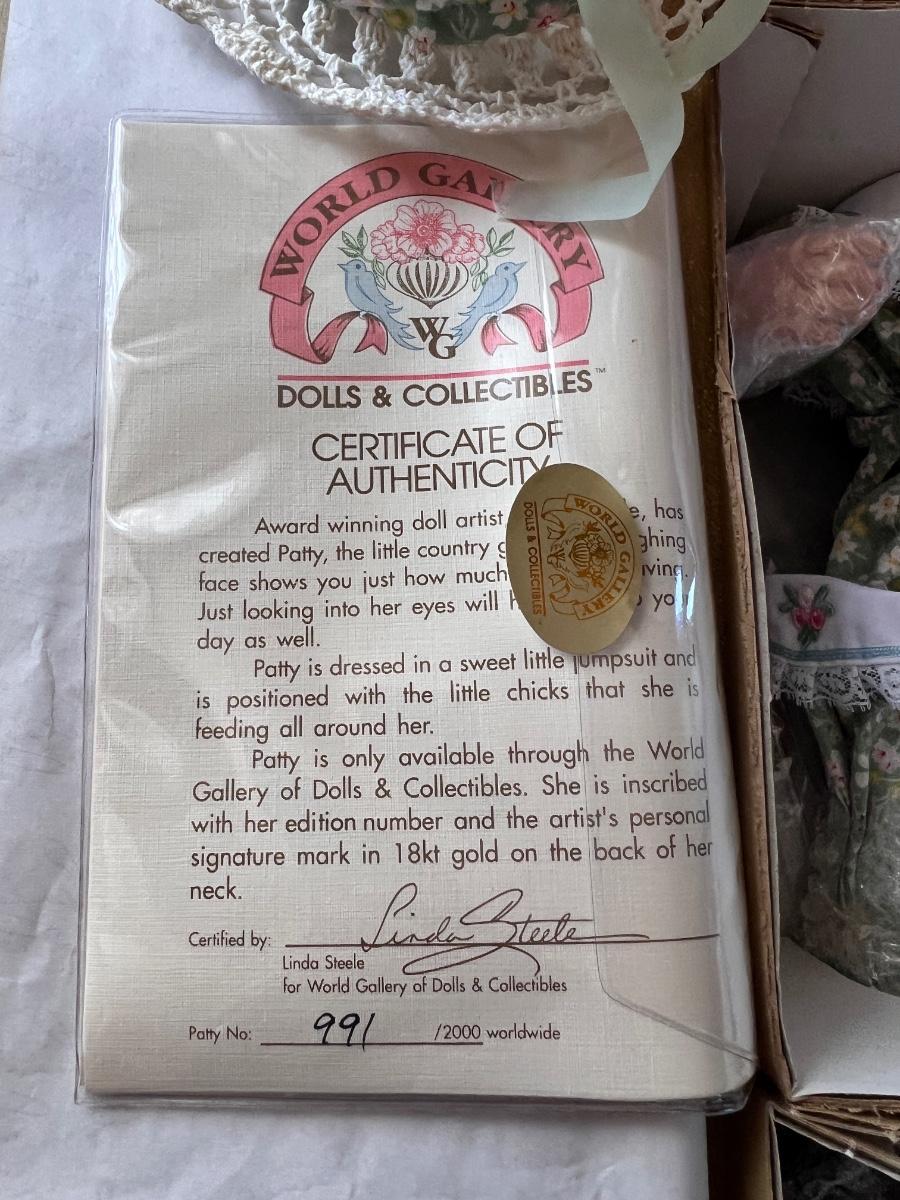 WORLD GALLERY
WG
DOLLS & COLLECTIBLES™
CERTIFICATE OF
AUTHENTICITY
Award winning doll artist, has
created Patty, the little country
face shows you just how much
Just looking into her eyes will
day as well.
Patty is dressed in a sweet little jumpsuit and
is positioned with the little chicks that she is
feeding all around her.
Patty is only available through the World
Gallery of Dolls & Collectibles. She is inscribed
with her edition number and the artist's personal
signature mark in 18kt gold on the back of her
neck.
Certified by: Linda Steele
Linda Steele
for World Gallery of Dolls & Collectibles
Patty No: 991 /2000 worldwide
WORLD GALLERY
DOLLS & COLLECTIBLES